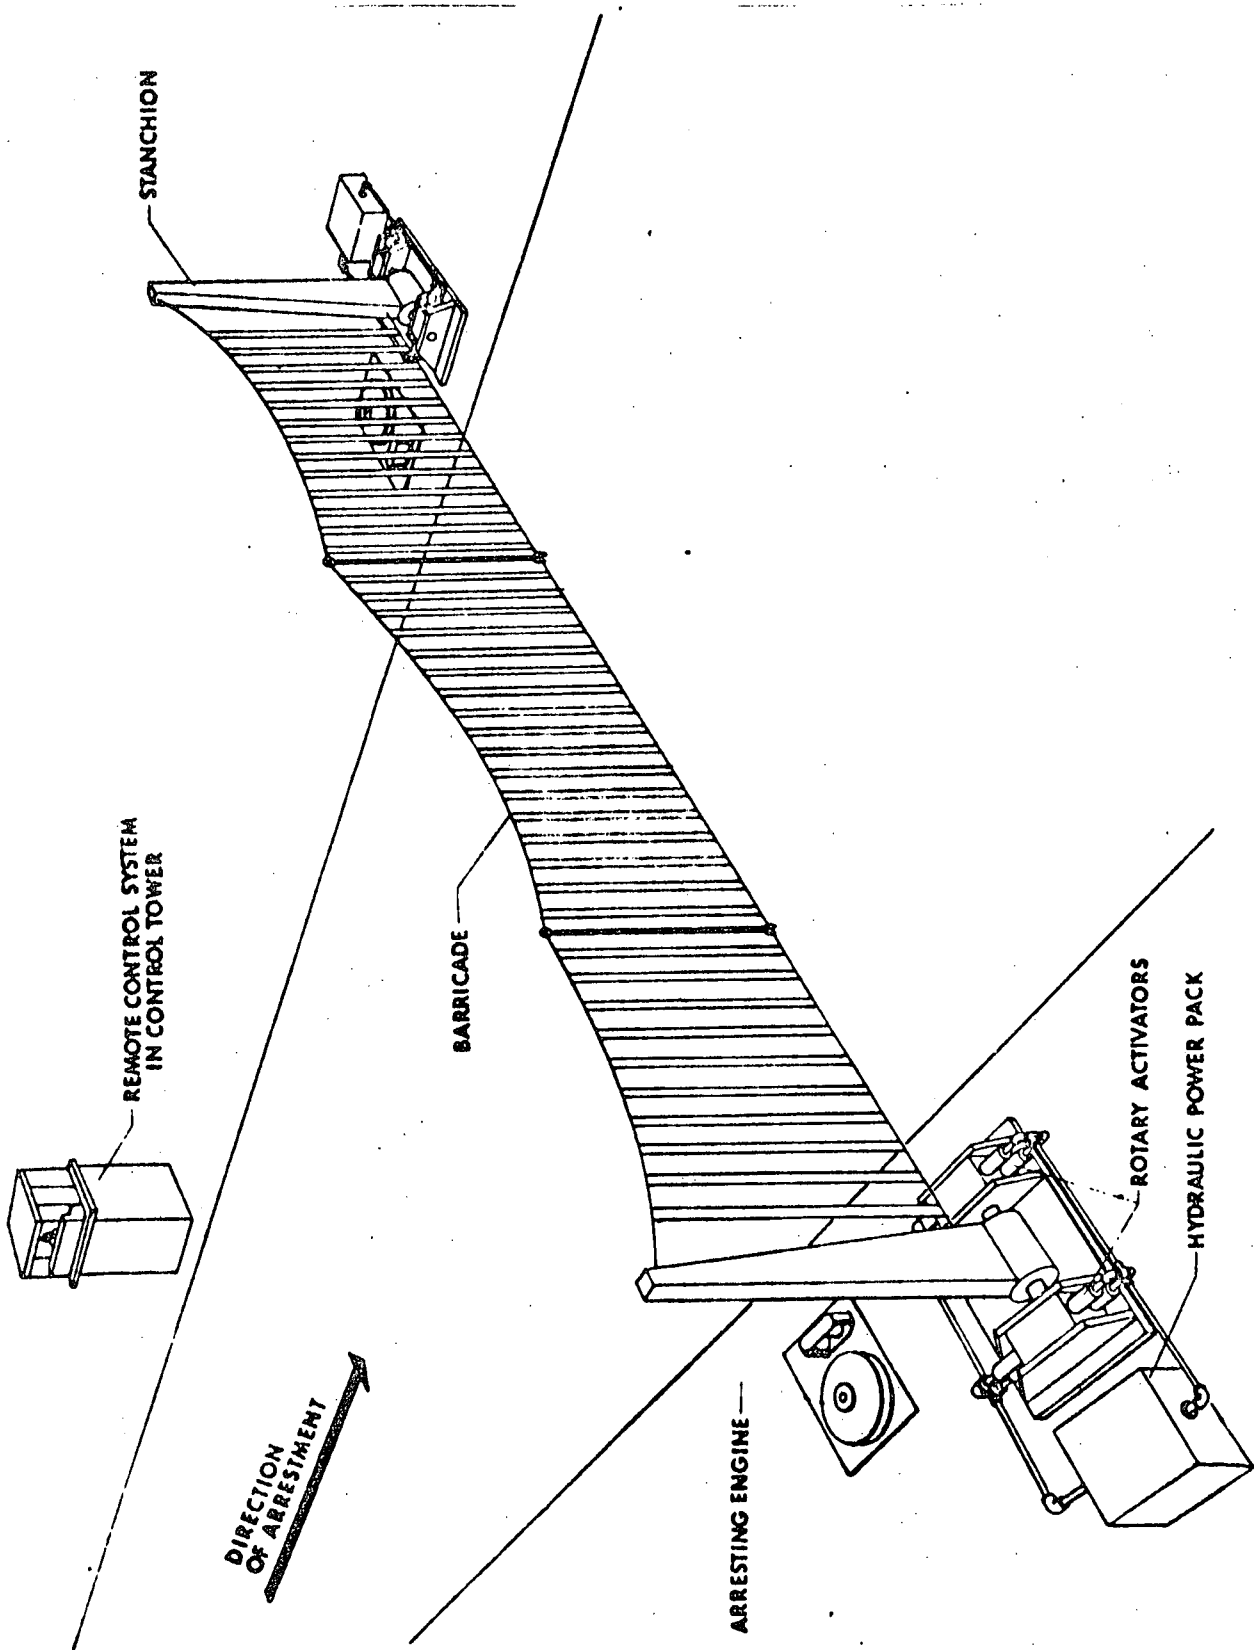 STANCHION
REMOTE CONTROL SYSTEM
IN CONTROL TOWER
BARRICADE
DIRECTION
OF ARRESTMENT
ARRESTING ENGINE
ROTARY ACTIVATORS
HYDRAULIC POWER PACK